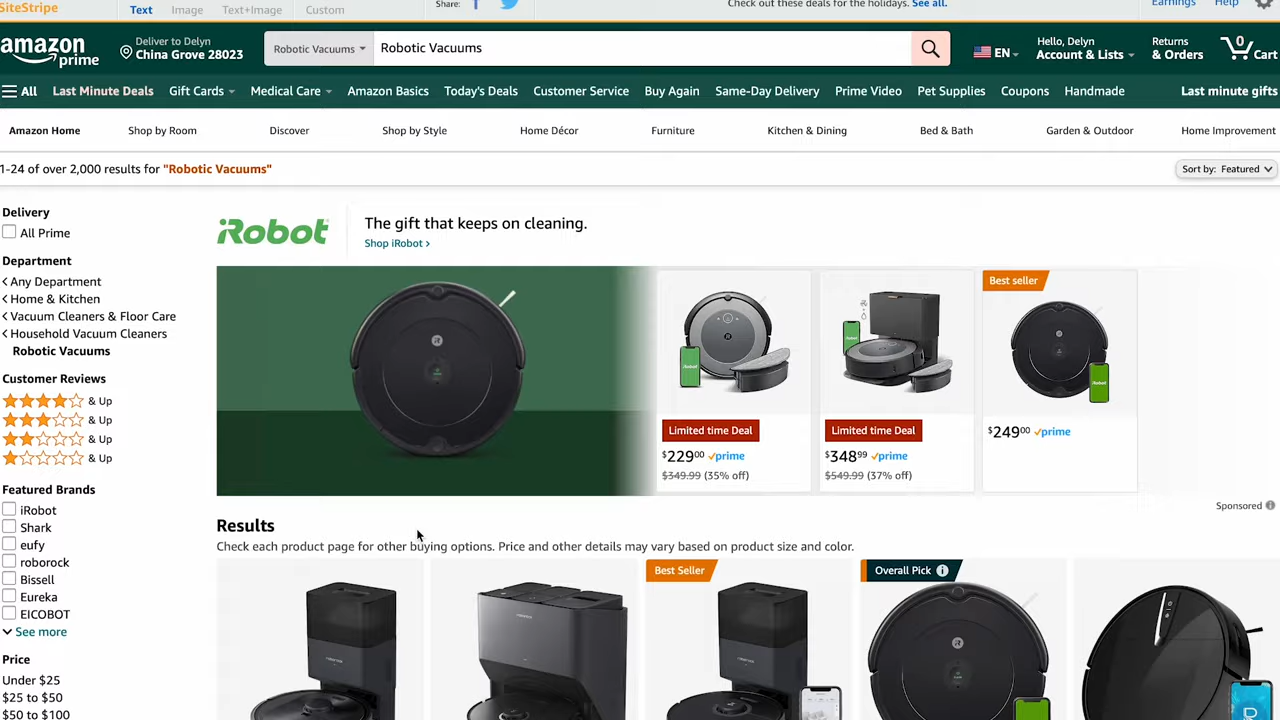 SiteStripe
Text Image Text+Image Custom
Share:
Check out these deals for the holidays. See all.
Earnings Help
amazon prime
Deliver to Delyn
China Grove 28023
Robotic Vacuums
Robotic Vacuums
EN
Hello, Delyn
Account & Lists
Returns
& Orders
0
Cart
All Last Minute Deals Gift Cards Medical Care Amazon Basics Today's Deals Customer Service Buy Again Same-Day Delivery Prime Video Pet Supplies Coupons Handmade Last minute gifts
Amazon Home Shop by Room Discover Shop by Style Home Décor Furniture Kitchen & Dining Bed & Bath Garden & Outdoor Home Improvement
1-24 of over 2,000 results for "Robotic Vacuums"
Sort by: Featured
Delivery
All Prime
Department
Any Department
Home & Kitchen
Vacuum Cleaners & Floor Care
Household Vacuum Cleaners
Robotic Vacuums
Customer Reviews
& Up
& Up
& Up
& Up
Featured Brands
iRobot
Shark
eufy
roborock
Bissell
Eureka
EICOBOT
See more
Price
Under $25
$25 to $50
$50 to $100
iRobot
The gift that keeps on cleaning.
Shop iRobot ›
Limited time Deal
$229.00 prime
$349.99 (35% off)
Limited time Deal
$348.99 prime
$549.99 (37% off)
Best seller
$249.00 prime
Sponsored
Results
Check each product page for other buying options. Price and other details may vary based on product size and color.
Best Seller
Overall Pick